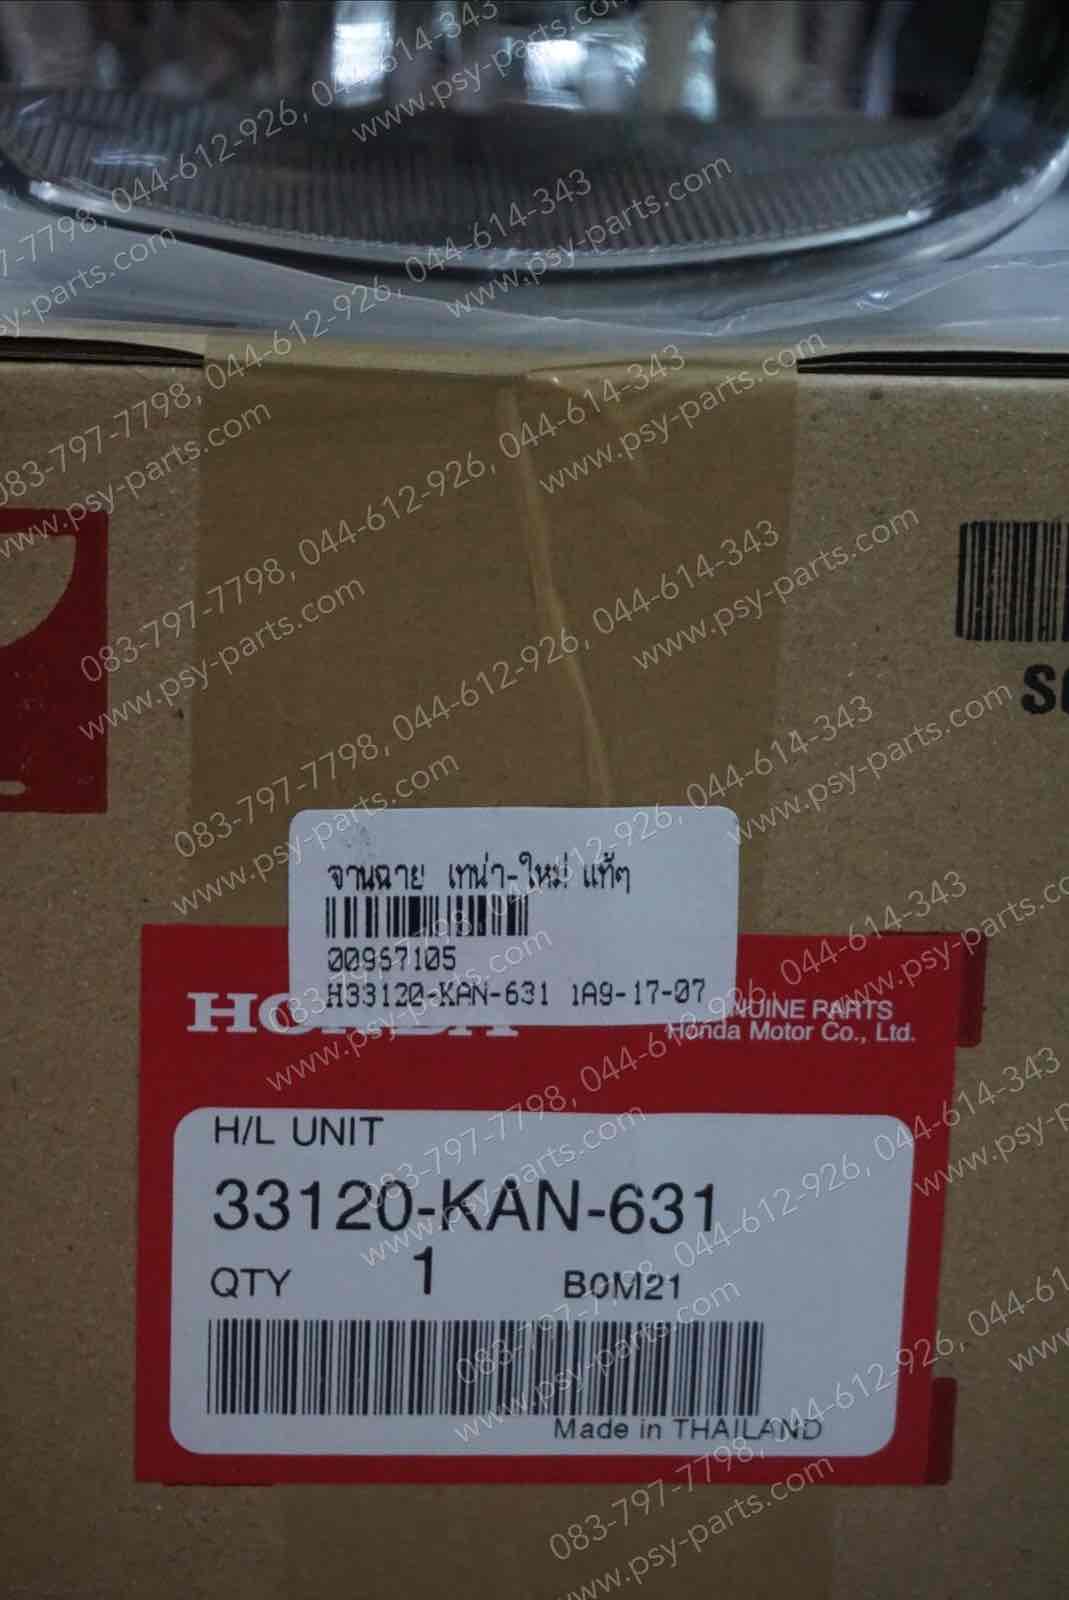 จานฉาย เทน่า-ใหม่ แท้ๆ
00967105
H33120-KAN-631 1A9-17-07
HONDA
GENUINE PARTS
Honda Motor Co., Ltd.
H/L UNIT
33120-KAN-631
QTY 1 B0M21
Made in THAILAND
083-797-7798, 044-612-926, 044-614-343
www.psy-parts.com